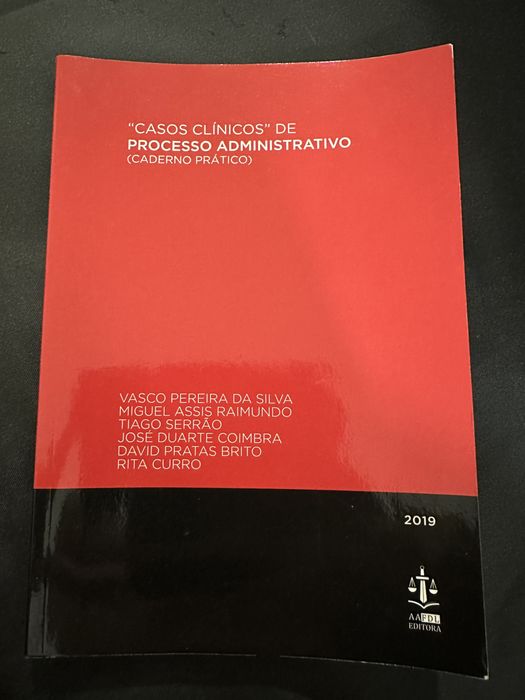 "CASOS CLÍNICOS" DE
PROCESSO ADMINISTRATIVO
(CADERNO PRÁTICO)
VASCO PEREIRA DA SILVA
MIGUEL ASSIS RAIMUNDO
TIAGO SERRÃO
JOSÉ DUARTE COIMBRA
DAVID PRATAS BRITO
RITA CURRO
2019
AAFDL
EDITORA